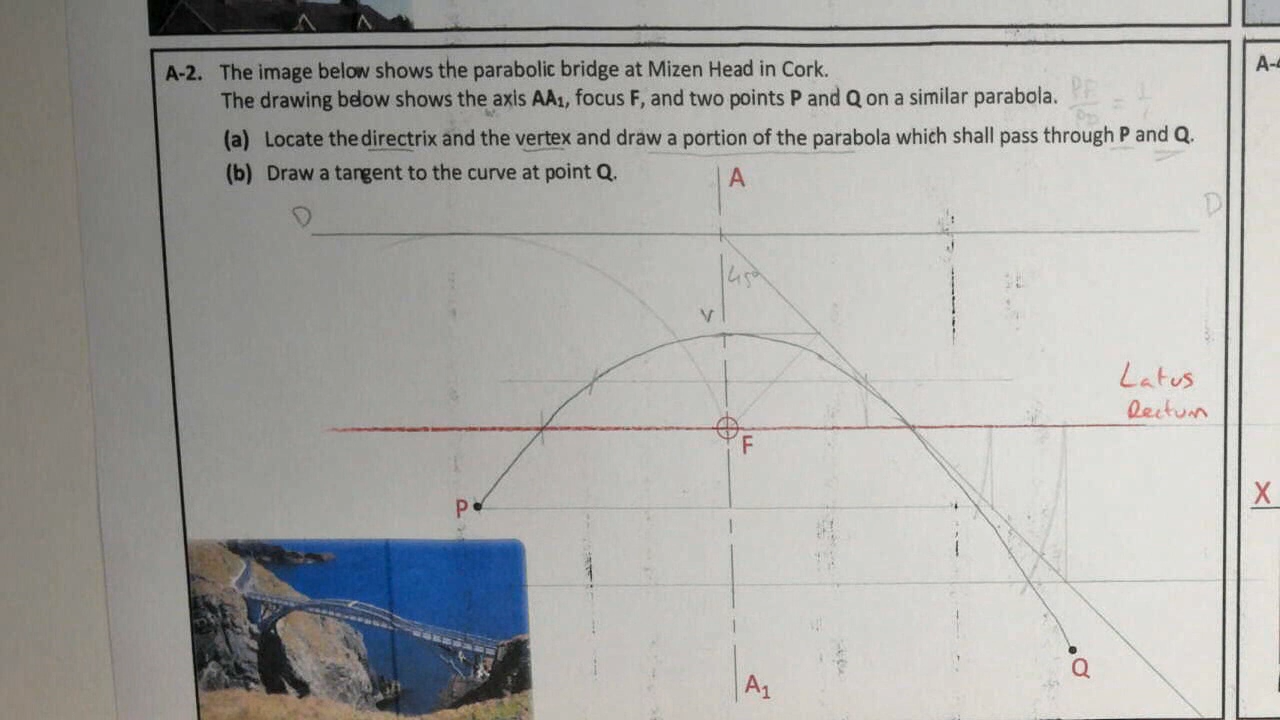 A-2. The image below shows the parabolic bridge at Mizen Head in Cork.
The drawing below shows the axis AA₁, focus F, and two points P and Q on a similar parabola.
(a) Locate the directrix and the vertex and draw a portion of the parabola which shall pass through P and Q.
(b) Draw a tangent to the curve at point Q.
A
D
D
45°
V
Latus
Rectum
F
P
Q
A₁
X